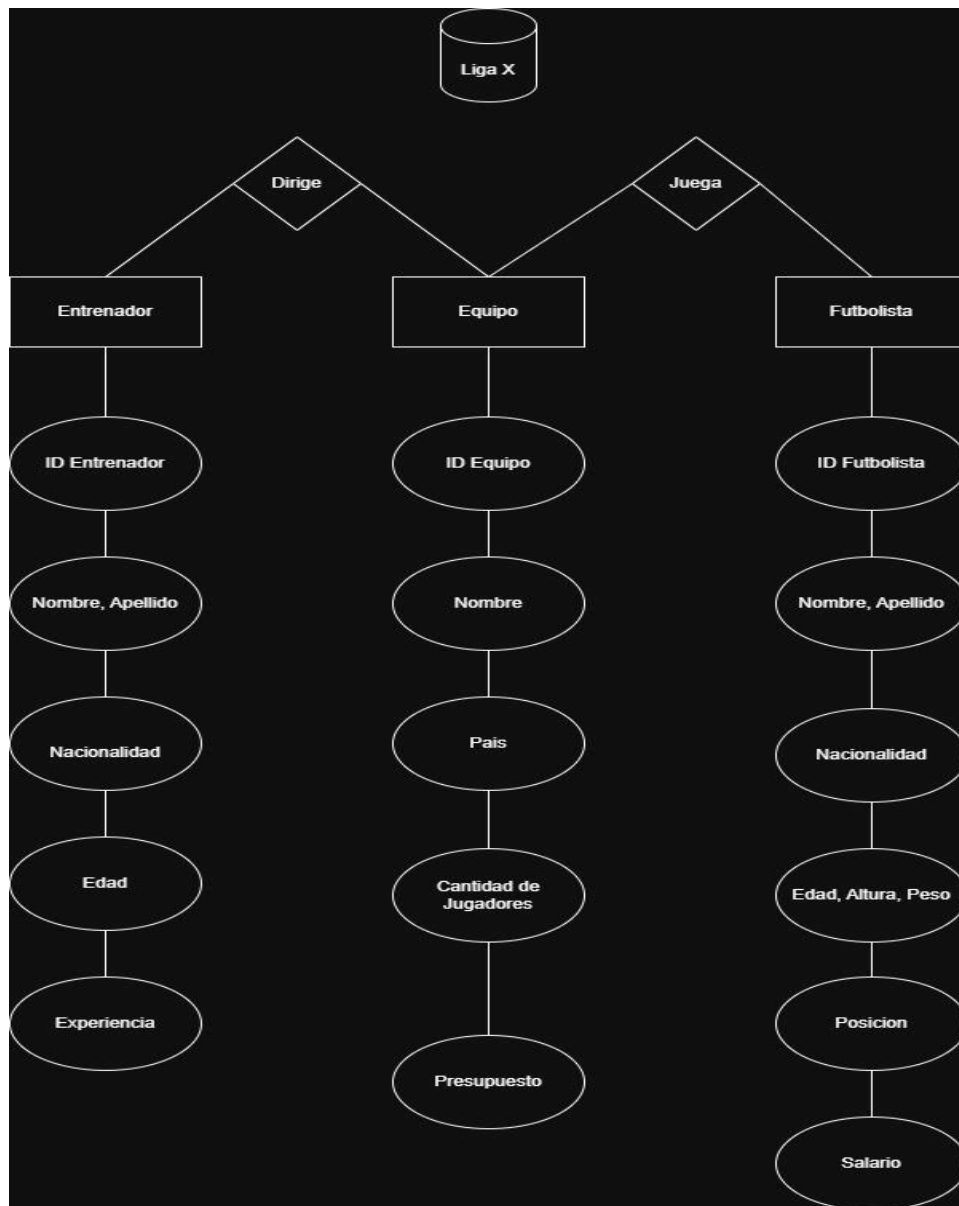 Liga X
Dirige
Juega
Entrenador
Equipo
Futbolista
ID Entrenador
ID Equipo
ID Futbolista
Nombre, Apellido
Nombre
Nombre, Apellido
Nacionalidad
Pais
Nacionalidad
Edad
Cantidad de
Jugadores
Edad, Altura, Peso
Experiencia
Presupuesto
Posicion
Salario